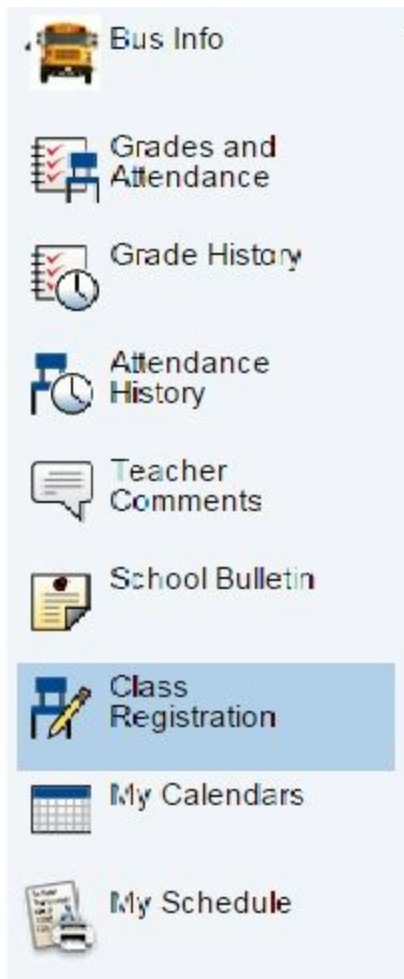 Bus Info
Grades and
Attendance
Grade History
Attendance
History
Teacher
Comments
School Bulletin
Class
Registration
My Calendars
My Schedule